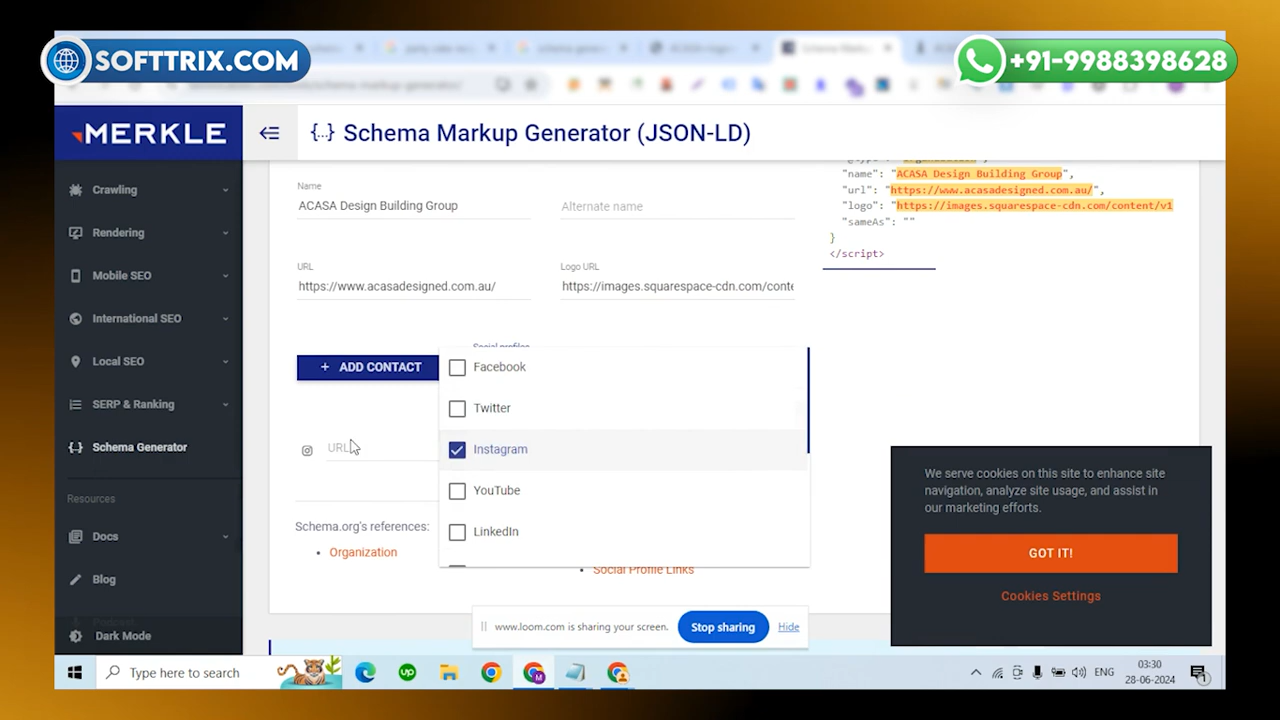 SOFTTRIX.COM
+91-9988398628
MERKLE
{...} Schema Markup Generator (JSON-LD)
Crawling
Rendering
Mobile SEO
International SEO
Local SEO
SERP & Ranking
{ } Schema Generator
Resources
Docs
Blog
Podcast
Dark Mode
Name
ACASA Design Building Group
Alternate name
URL
https://www.acasadesigned.com.au/
Logo URL
https://images.squarespace-cdn.com/conte
+ ADD CONTACT
Social profiles
Facebook
Twitter
Instagram
YouTube
LinkedIn
URL
Schema.org's references:
• Organization
• Social Profile Links
"name": "ACASA Design Building Group",
"url": "https://www.acasadesigned.com.au/",
"logo": "https://images.squarespace-cdn.com/content/v1
"sameAs": ""
}
</script>
We serve cookies on this site to enhance site
navigation, analyze site usage, and assist in
our marketing efforts.
GOT IT!
Cookies Settings
www.loom.com is sharing your screen.
Stop sharing
Hide
Type here to search
up
M
ENG
03:30
28-06-2024
1